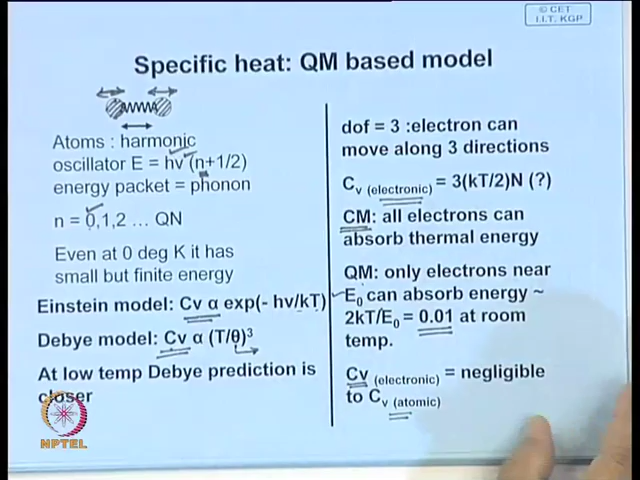 © CET
I.I.T. KGP
Specific heat: QM based model
Atoms : harmonic
oscillator E = hν (n+1/2)
energy packet = phonon
n = 0,1,2 ... QN
Even at 0 deg K it has
small but finite energy
Einstein model: Cv α exp(- hv/kT)
Debye model: Cv α (T/θ)³
At low temp Debye prediction is
closer
dof = 3 :electron can
move along 3 directions
Cv (electronic) = 3(kT/2)N (?)
CM: all electrons can
absorb thermal energy
QM: only electrons near
E₀ can absorb energy ~
2kT/E₀ = 0.01 at room
temp.
Cv (electronic) = negligible
to Cv (atomic)
NPTEL